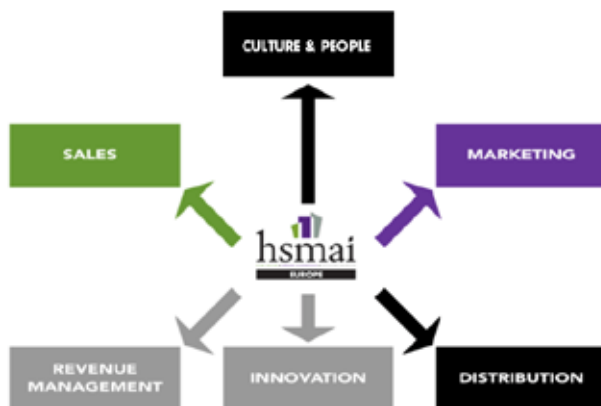 CULTURE & PEOPLE
SALES
MARKETING
hsmai
EUROPE
REVENUE
MANAGEMENT
INNOVATION
DISTRIBUTION